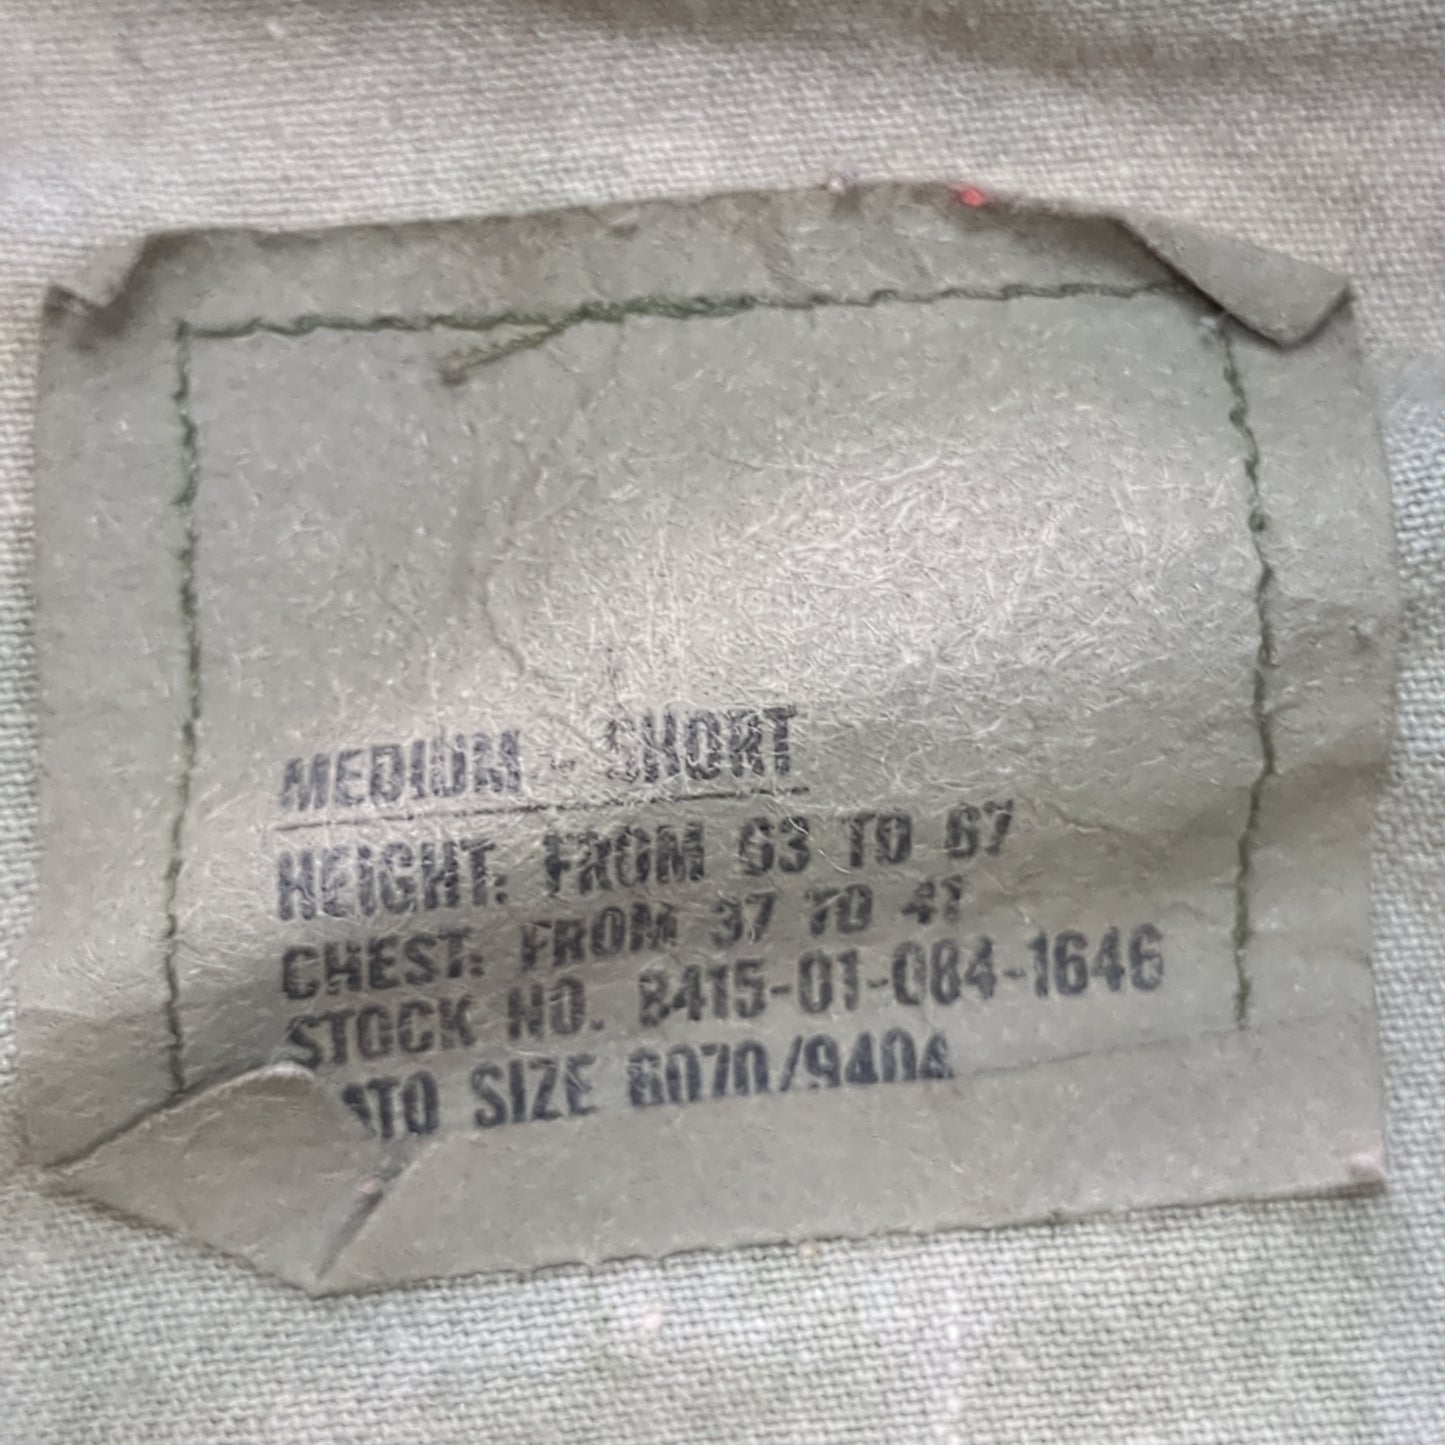 MEDIUM - SHORT
HEIGHT: FROM 63 TO 67
CHEST: FROM 37 TO 41
STOCK NO. 8415-01-084-1646
ATO SIZE 6070/9404